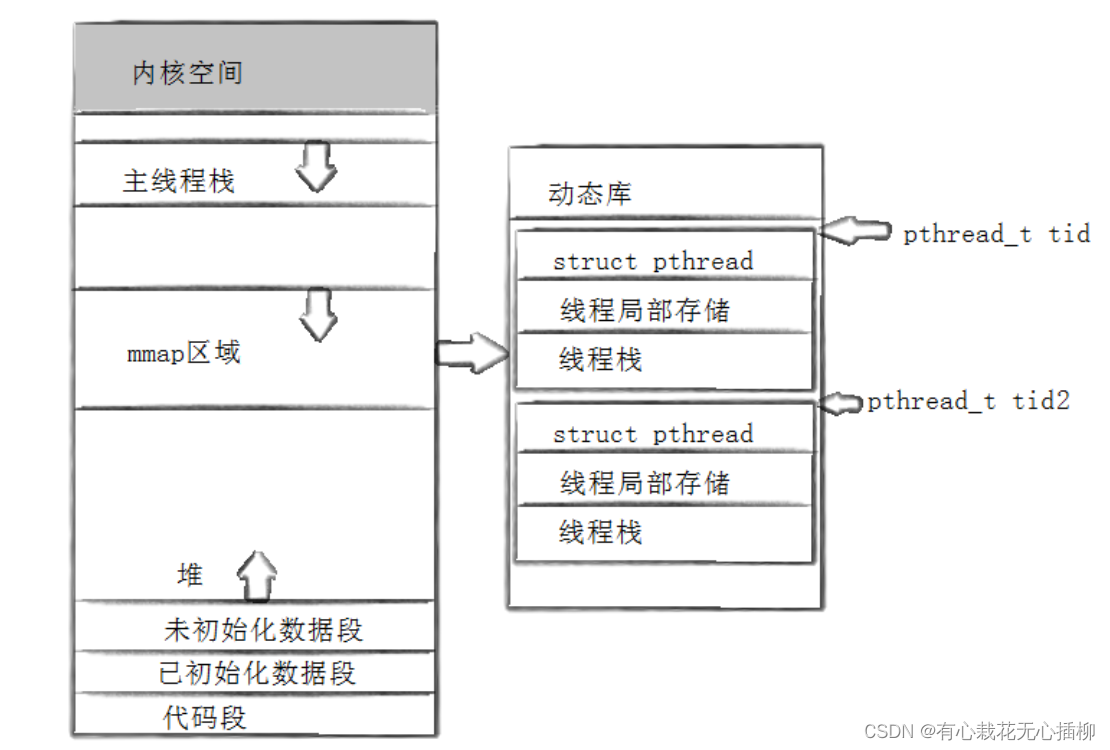 内核空间
主线程栈
mmap区域
堆
未初始化数据段
已初始化数据段
代码段
动态库
pthread_t tid
struct pthread
线程局部存储
线程栈
pthread_t tid2
struct pthread
线程局部存储
线程栈
CSDN @有心栽花无心插柳